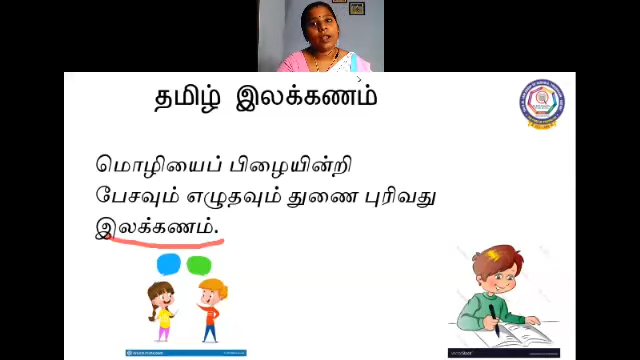 தமிழ் இலக்கணம்
மொழியைப் பிழையின்றி
பேசவும் எழுதவும் துணை புரிவது
இலக்கணம்.